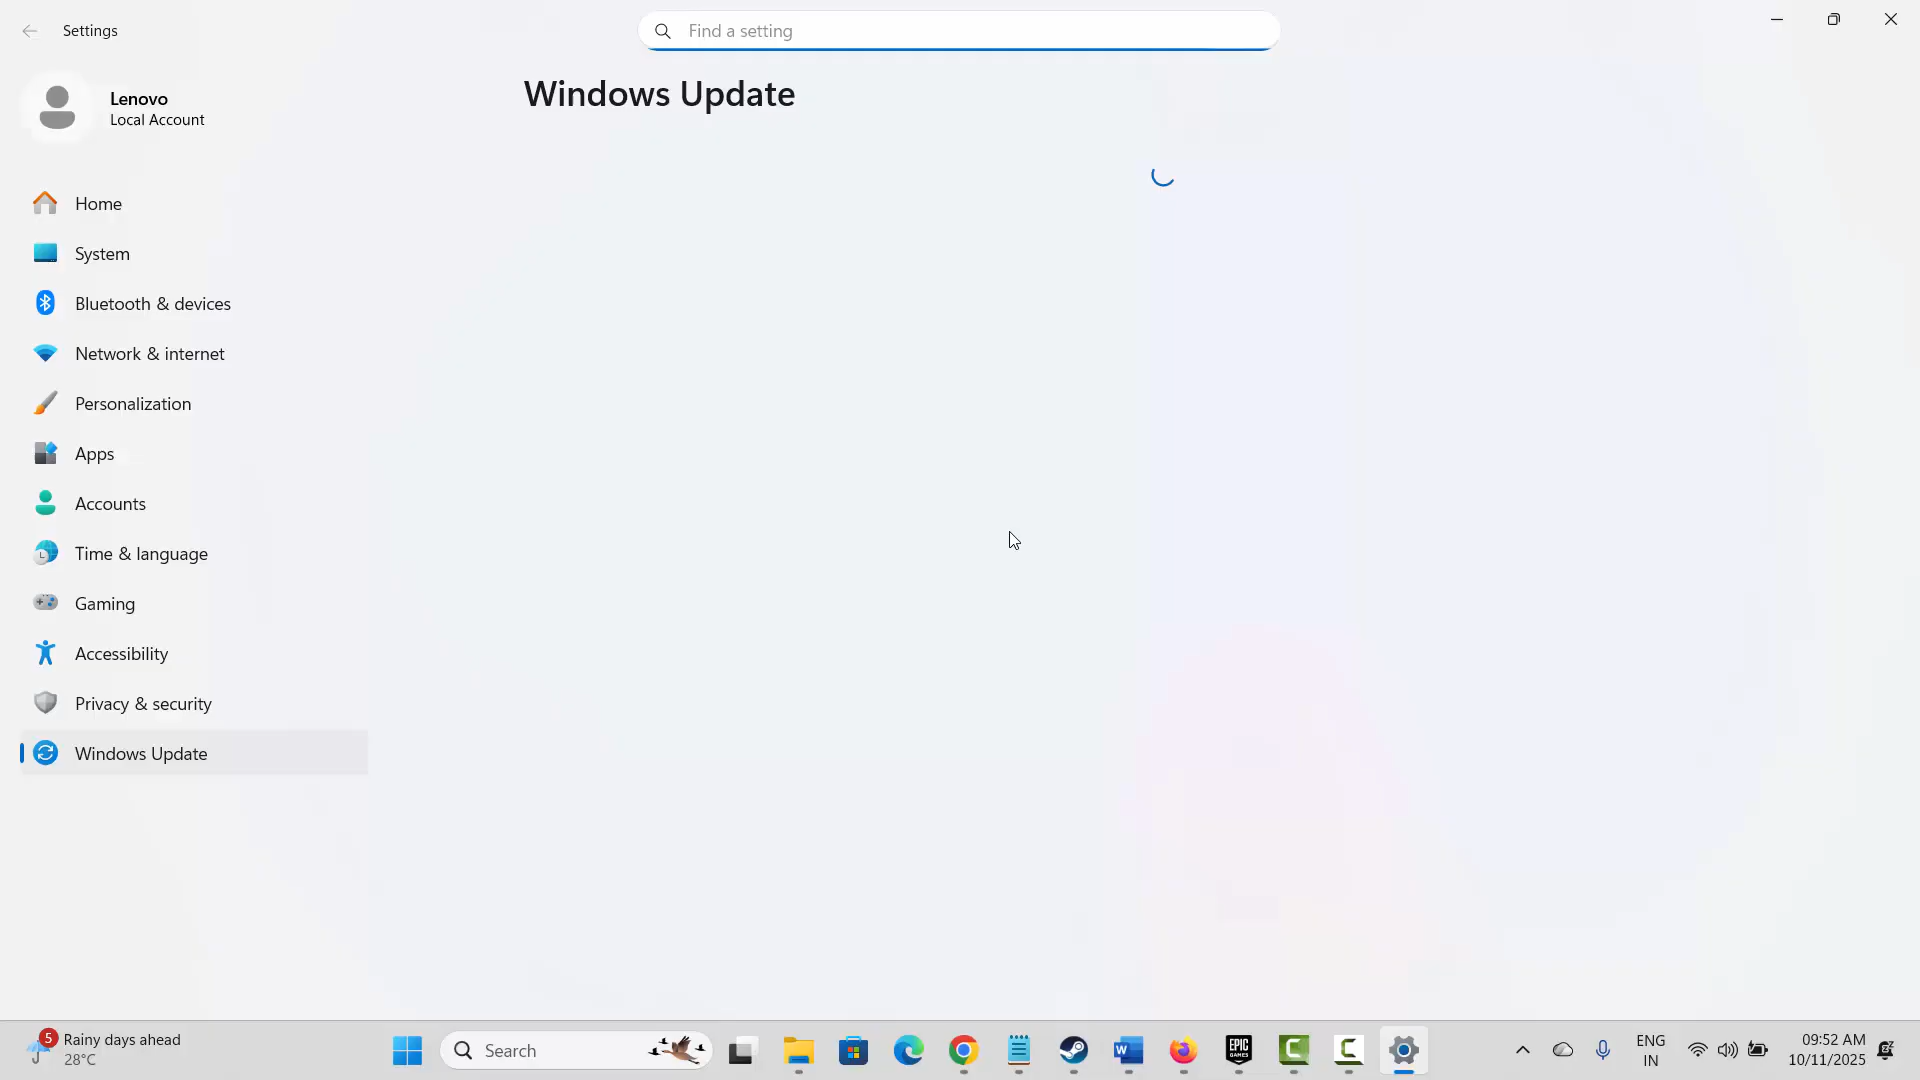 Settings
Find a setting
Lenovo
Local Account
Windows Update
Home
System
Bluetooth & devices
Network & internet
Personalization
Apps
Accounts
Time & language
Gaming
Accessibility
Privacy & security
Windows Update
5
Rainy days ahead
28°C
Search
W
EPIC
GAMES
C
C
ENG
IN
09:52 AM
10/11/2025